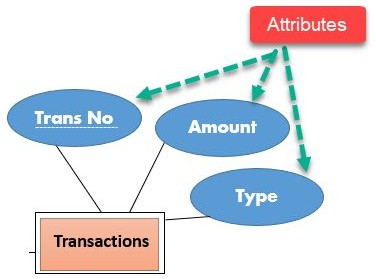 Attributes
Trans No
Amount
Type
Transactions